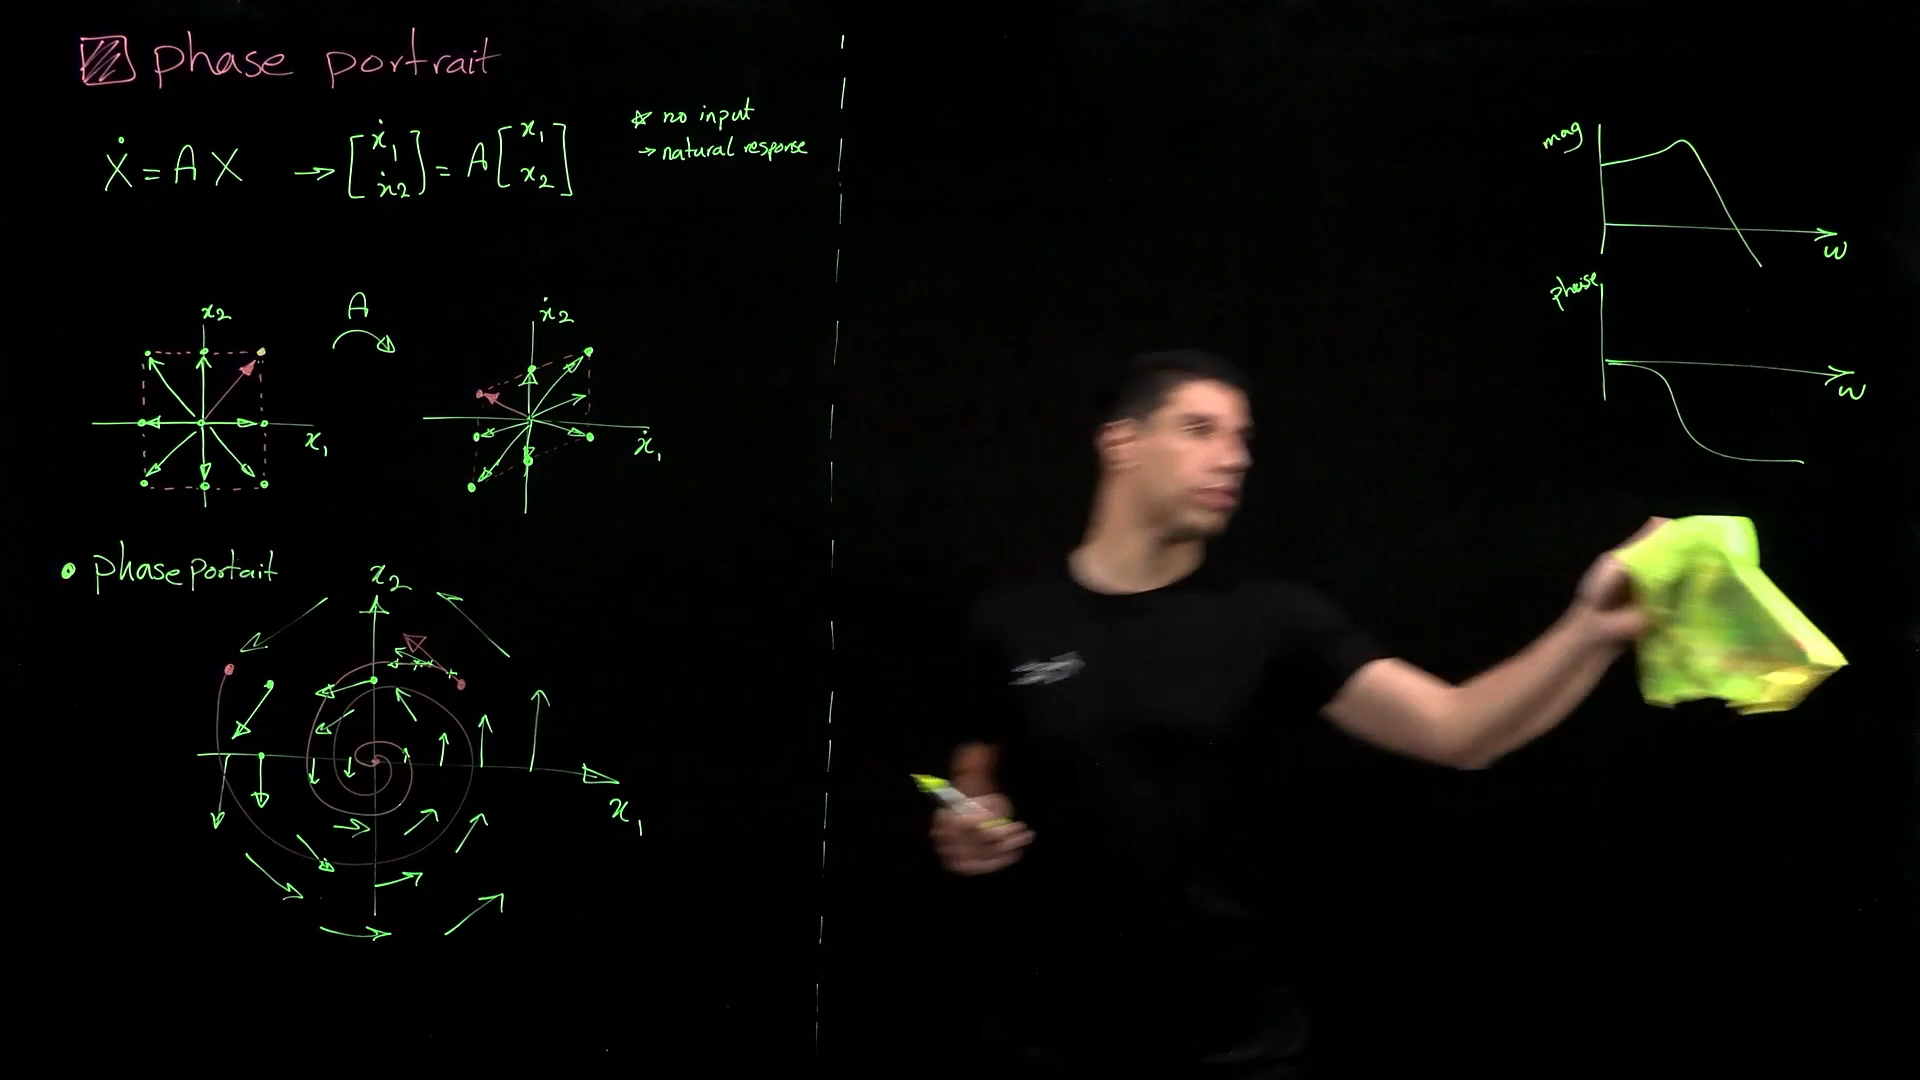 phase portrait
Ẋ = A X → [ẋ₁ ẋ₂] = A [x₁ x₂]
* no input
→ natural response
x₂
x₁
A
ẋ₂
ẋ₁
• phase portait
x₂
x₁
mag
w
phase
w